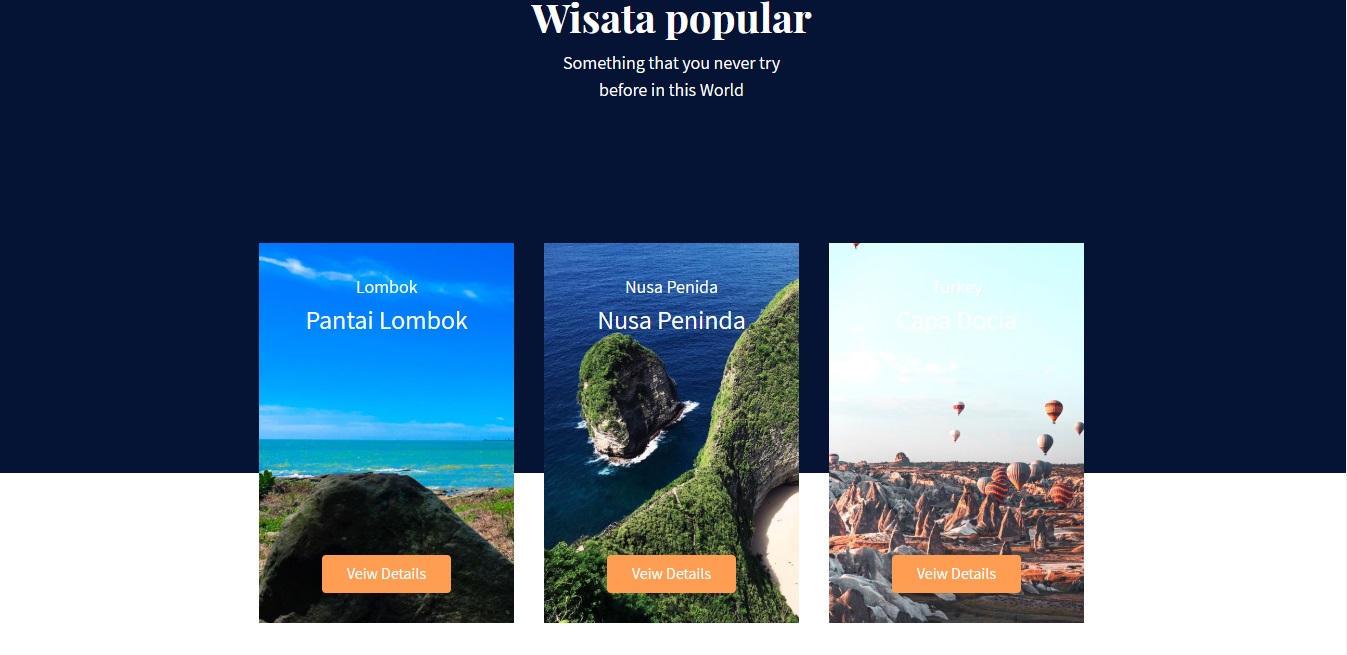 Wisata popular
Something that you never try
before in this World
Lombok
Pantai Lombok
Veiw Details
Nusa Penida
Nusa Peninda
Veiw Details
Turkey
Capa Docia
Veiw Details